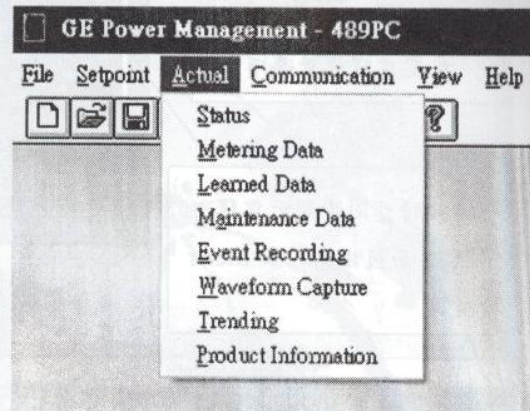 GE Power Management - 489PC
File Setpoint Actual Communication View Help
Status
Metering Data
Learned Data
Maintenance Data
Event Recording
Waveform Capture
Trending
Product Information